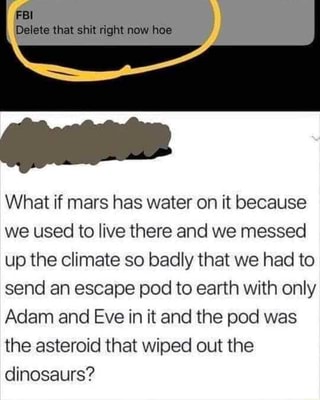 FBI
Delete that shit right now hoe
What if mars has water on it because
we used to live there and we messed
up the climate so badly that we had to
send an escape pod to earth with only
Adam and Eve in it and the pod was
the asteroid that wiped out the
dinosaurs?